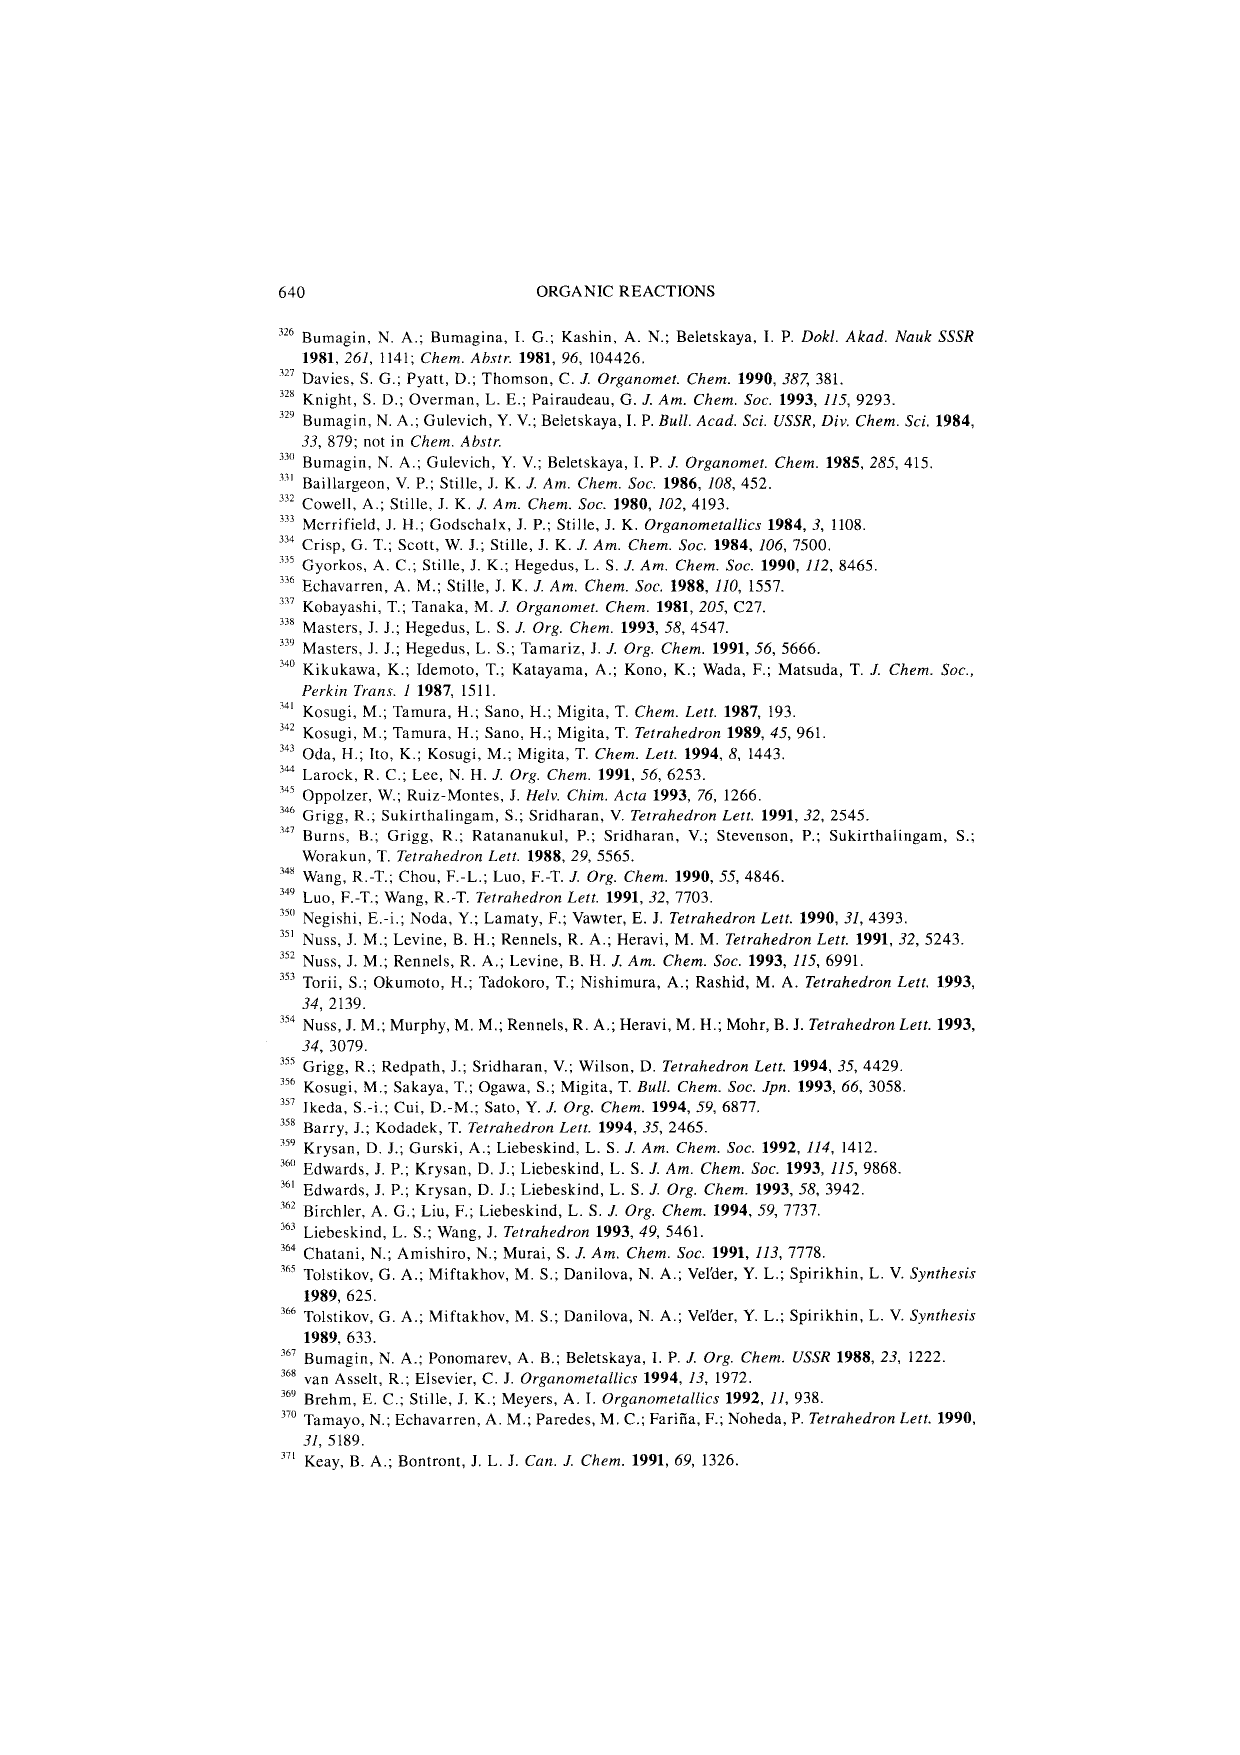 640 ORGANIC REACTIONS
326 Bumagin, N. A.; Bumagina, I. G.; Kashin, A. N.; Beletskaya, I. P. Dokl. Akad. Nauk SSSR
1981, 261, 1141; Chem. Abstr. 1981, 96, 104426.
327 Davies, S. G.; Pyatt, D.; Thomson, C. J. Organomet. Chem. 1990, 387, 381.
328 Knight, S. D.; Overman, L. E.; Pairaudeau, G. J. Am. Chem. Soc. 1993, 115, 9293.
329 Bumagin, N. A.; Gulevich, Y. V.; Beletskaya, I. P. Bull. Acad. Sci. USSR, Div. Chem. Sci. 1984,
33, 879; not in Chem. Abstr.
330 Bumagin, N. A.; Gulevich, Y. V.; Beletskaya, I. P. J. Organomet. Chem. 1985, 285, 415.
331 Baillargeon, V. P.; Stille, J. K. J. Am. Chem. Soc. 1986, 108, 452.
332 Cowell, A.; Stille, J. K. J. Am. Chem. Soc. 1980, 102, 4193.
333 Merrifield, J. H.; Godschalx, J. P.; Stille, J. K. Organometallics 1984, 3, 1108.
334 Crisp, G. T.; Scott, W. J.; Stille, J. K. J. Am. Chem. Soc. 1984, 106, 7500.
335 Gyorkos, A. C.; Stille, J. K.; Hegedus, L. S. J. Am. Chem. Soc. 1990, 112, 8465.
336 Echavarren, A. M.; Stille, J. K. J. Am. Chem. Soc. 1988, 110, 1557.
337 Kobayashi, T.; Tanaka, M. J. Organomet. Chem. 1981, 205, C27.
338 Masters, J. J.; Hegedus, L. S. J. Org. Chem. 1993, 58, 4547.
339 Masters, J. J.; Hegedus, L. S.; Tamariz, J. J. Org. Chem. 1991, 56, 5666.
340 Kikukawa, K.; Idemoto, T.; Katayama, A.; Kono, K.; Wada, F.; Matsuda, T. J. Chem. Soc.,
Perkin Trans. 1 1987, 1511.
341 Kosugi, M.; Tamura, H.; Sano, H.; Migita, T. Chem. Lett. 1987, 193.
342 Kosugi, M.; Tamura, H.; Sano, H.; Migita, T. Tetrahedron 1989, 45, 961.
343 Oda, H.; Ito, K.; Kosugi, M.; Migita, T. Chem. Lett. 1994, 8, 1443.
344 Larock, R. C.; Lee, N. H. J. Org. Chem. 1991, 56, 6253.
345 Oppolzer, W.; Ruiz-Montes, J. Helv. Chim. Acta 1993, 76, 1266.
346 Grigg, R.; Sukirthalingam, S.; Sridharan, V. Tetrahedron Lett. 1991, 32, 2545.
347 Burns, B.; Grigg, R.; Ratananukul, P.; Sridharan, V.; Stevenson, P.; Sukirthalingam, S.;
Worakun, T. Tetrahedron Lett. 1988, 29, 5565.
348 Wang, R.-T.; Chou, F.-L.; Luo, F.-T. J. Org. Chem. 1990, 55, 4846.
349 Luo, F.-T.; Wang, R.-T. Tetrahedron Lett. 1991, 32, 7703.
350 Negishi, E.-i.; Noda, Y.; Lamaty, F.; Vawter, E. J. Tetrahedron Lett. 1990, 31, 4393.
351 Nuss, J. M.; Levine, B. H.; Rennels, R. A.; Heravi, M. M. Tetrahedron Lett. 1991, 32, 5243.
352 Nuss, J. M.; Rennels, R. A.; Levine, B. H. J. Am. Chem. Soc. 1993, 115, 6991.
353 Torii, S.; Okumoto, H.; Tadokoro, T.; Nishimura, A.; Rashid, M. A. Tetrahedron Lett. 1993,
34, 2139.
354 Nuss, J. M.; Murphy, M. M.; Rennels, R. A.; Heravi, M. H.; Mohr, B. J. Tetrahedron Lett. 1993,
34, 3079.
355 Grigg, R.; Redpath, J.; Sridharan, V.; Wilson, D. Tetrahedron Lett. 1994, 35, 4429.
356 Kosugi, M.; Sakaya, T.; Ogawa, S.; Migita, T. Bull. Chem. Soc. Jpn. 1993, 66, 3058.
357 Ikeda, S.-i.; Cui, D.-M.; Sato, Y. J. Org. Chem. 1994, 59, 6877.
358 Barry, J.; Kodadek, T. Tetrahedron Lett. 1994, 35, 2465.
359 Krysan, D. J.; Gurski, A.; Liebeskind, L. S. J. Am. Chem. Soc. 1992, 114, 1412.
360 Edwards, J. P.; Krysan, D. J.; Liebeskind, L. S. J. Am. Chem. Soc. 1993, 115, 9868.
361 Edwards, J. P.; Krysan, D. J.; Liebeskind, L. S. J. Org. Chem. 1993, 58, 3942.
362 Birchler, A. G.; Liu, F.; Liebeskind, L. S. J. Org. Chem. 1994, 59, 7737.
363 Liebeskind, L. S.; Wang, J. Tetrahedron 1993, 49, 5461.
364 Chatani, N.; Amishiro, N.; Murai, S. J. Am. Chem. Soc. 1991, 113, 7778.
365 Tolstikov, G. A.; Miftakhov, M. S.; Danilova, N. A.; Vel'der, Y. L.; Spirikhin, L. V. Synthesis
1989, 625.
366 Tolstikov, G. A.; Miftakhov, M. S.; Danilova, N. A.; Vel'der, Y. L.; Spirikhin, L. V. Synthesis
1989, 633.
367 Bumagin, N. A.; Ponomarev, A. B.; Beletskaya, I. P. J. Org. Chem. USSR 1988, 23, 1222.
368 van Asselt, R.; Elsevier, C. J. Organometallics 1994, 13, 1972.
369 Brehm, E. C.; Stille, J. K.; Meyers, A. I. Organometallics 1992, 11, 938.
370 Tamayo, N.; Echavarren, A. M.; Paredes, M. C.; Fariña, F.; Noheda, P. Tetrahedron Lett. 1990,
31, 5189.
371 Keay, B. A.; Bontront, J. L. J. Can. J. Chem. 1991, 69, 1326.